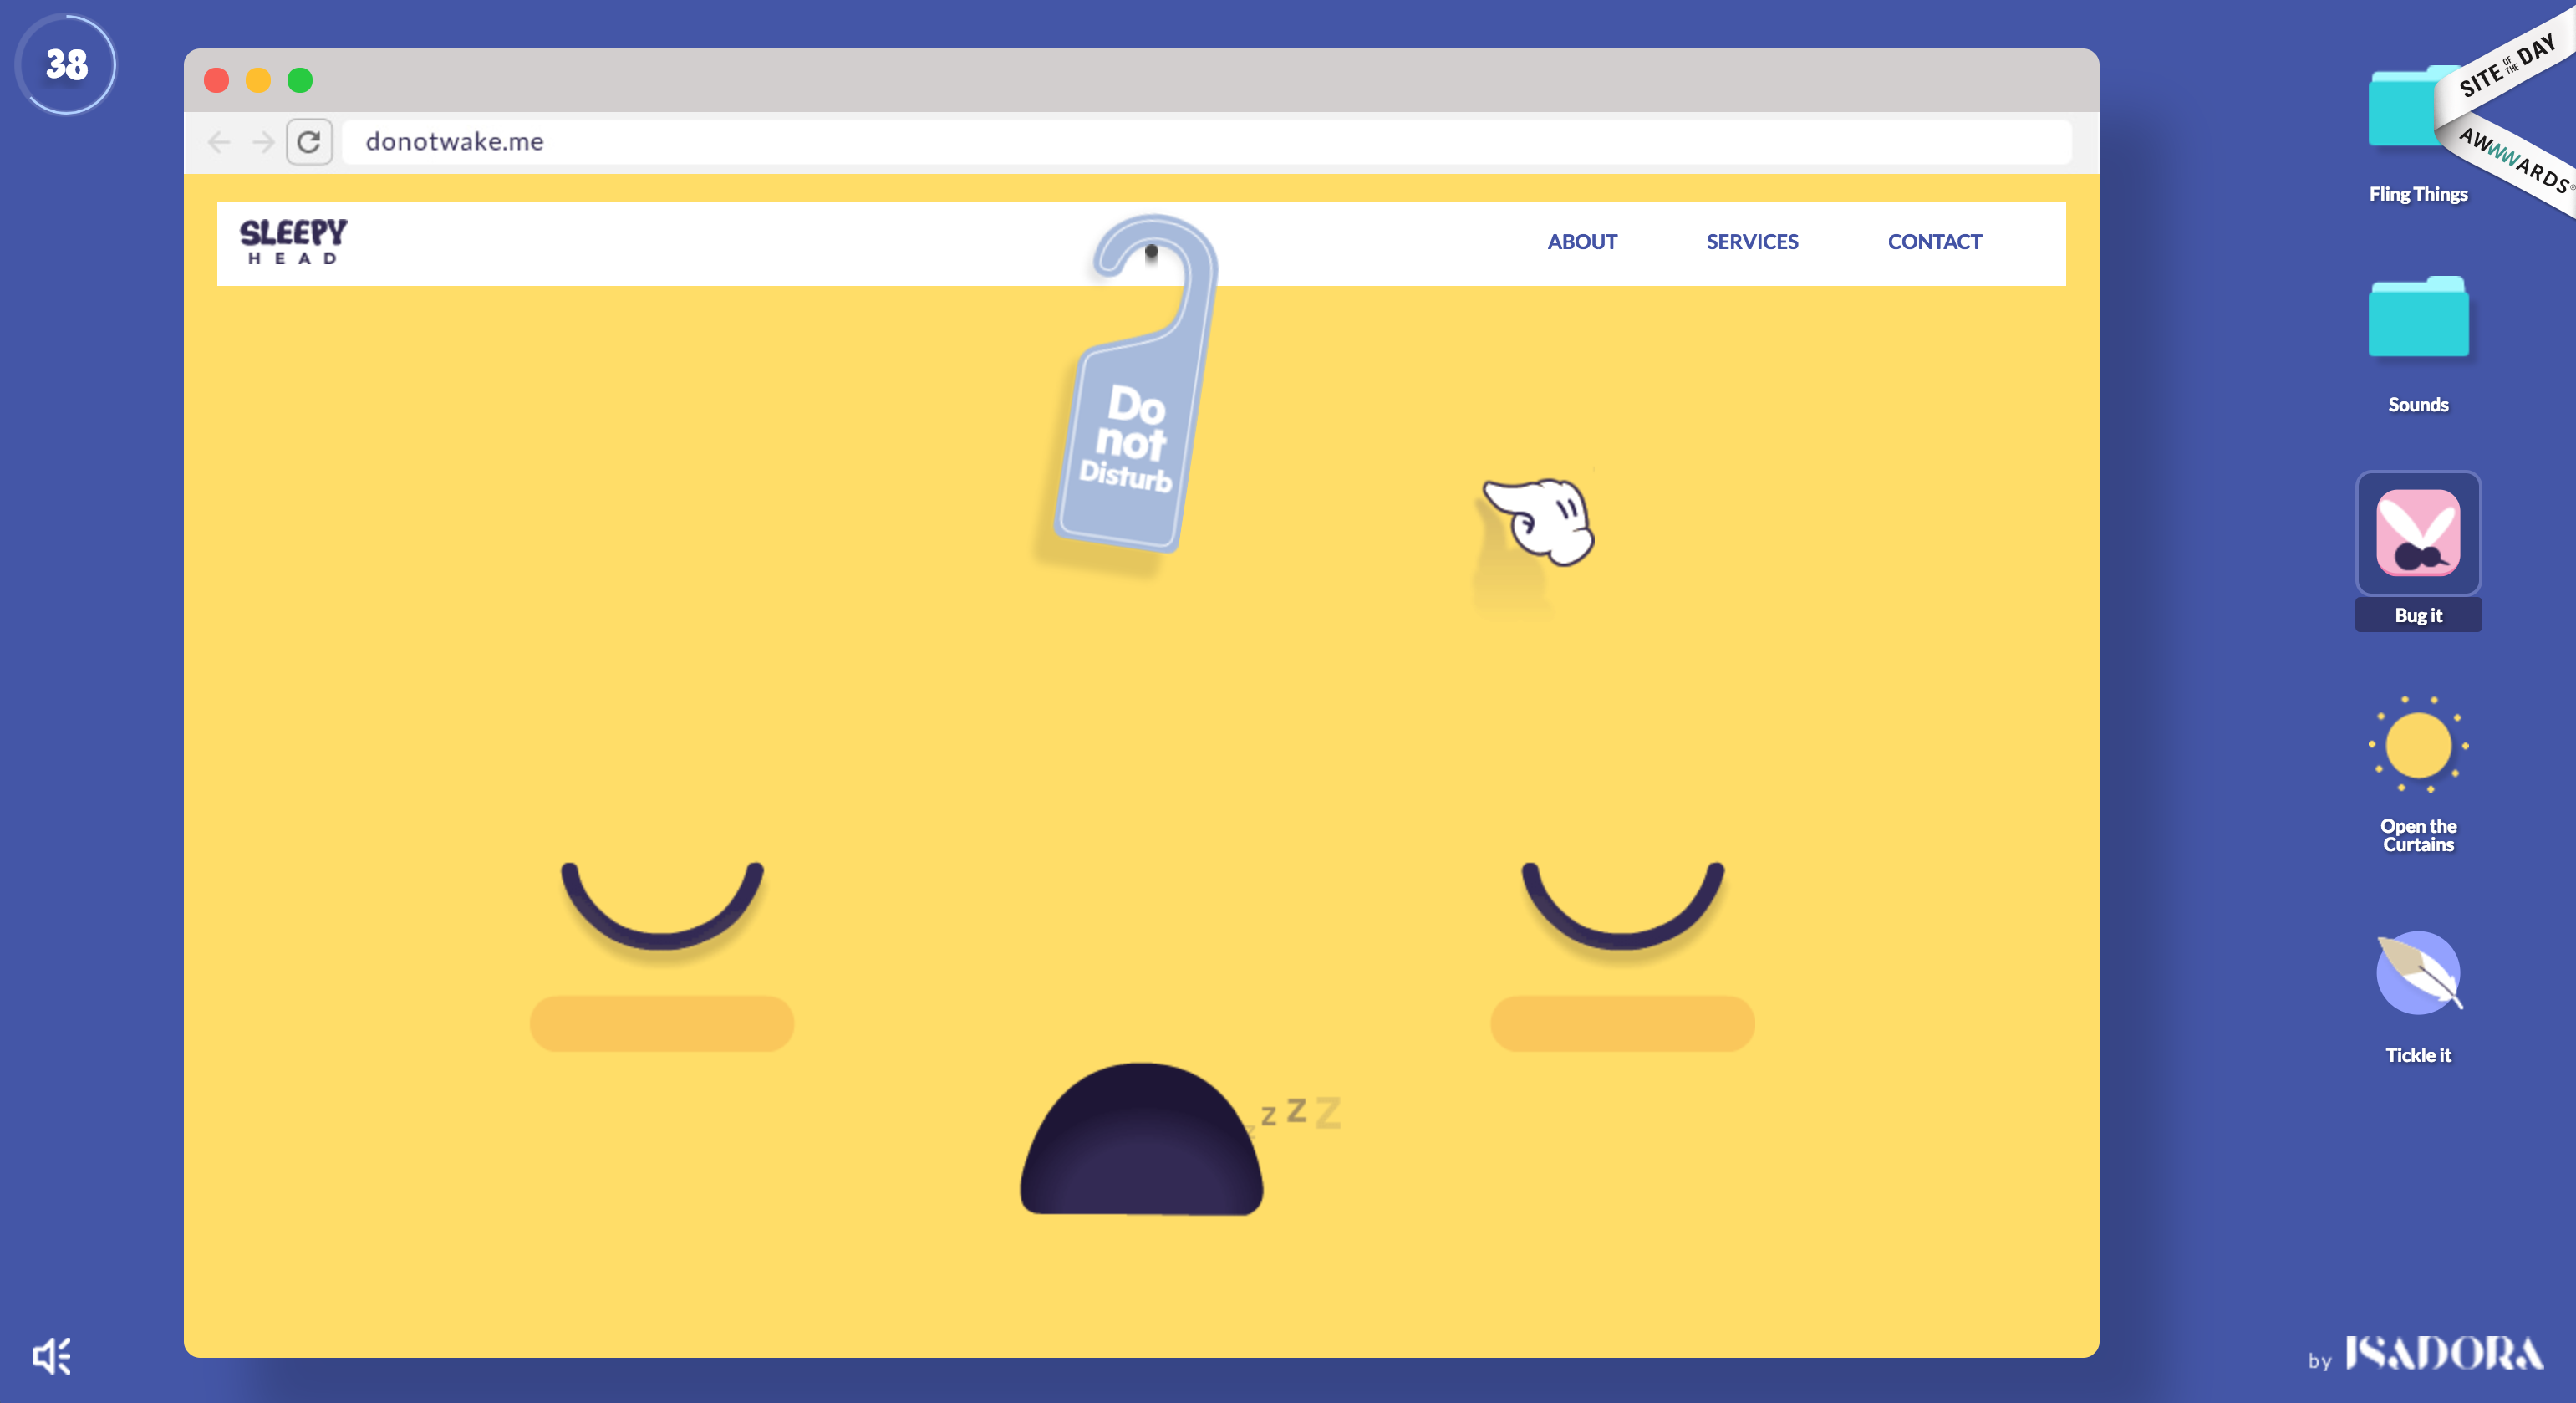 38
donotwake.me
SLEEPY
HEAD
ABOUT
SERVICES
CONTACT
Do
not
Disturb
z z Z Z
SITE OF THE DAY
AWWWARDS
Fling Things
Sounds
Bug it
Open the
Curtains
Tickle it
by ISADORA